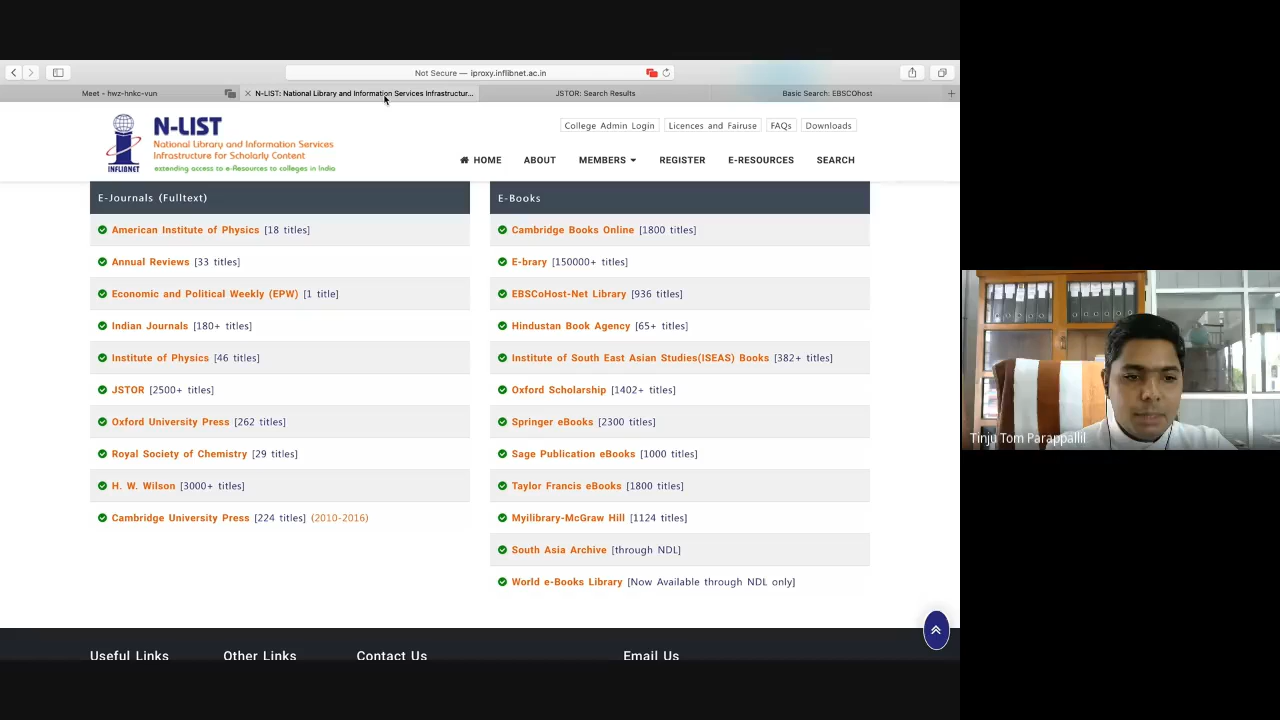 Not Secure — iproxy.inflibnet.ac.in
Meet - hwz-hnkc-vun
N-LIST: National Library and Information Services Infrastructur...
JSTOR: Search Results
Basic Search: EBSCOhost
INFLIBNET
N-LIST
National Library and Information Services
Infrastructure for Scholarly Content
extending access to e-Resources to colleges in India
College Admin Login
Licences and Fairuse
FAQs
Downloads
HOME
ABOUT
MEMBERS
REGISTER
E-RESOURCES
SEARCH
E-Journals (Fulltext)
American Institute of Physics [18 titles]
Annual Reviews [33 titles]
Economic and Political Weekly (EPW) [1 title]
Indian Journals [180+ titles]
Institute of Physics [46 titles]
JSTOR [2500+ titles]
Oxford University Press [262 titles]
Royal Society of Chemistry [29 titles]
H. W. Wilson [3000+ titles]
Cambridge University Press [224 titles] (2010-2016)
E-Books
Cambridge Books Online [1800 titles]
E-brary [150000+ titles]
EBSCoHost-Net Library [936 titles]
Hindustan Book Agency [65+ titles]
Institute of South East Asian Studies(ISEAS) Books [382+ titles]
Oxford Scholarship [1402+ titles]
Springer eBooks [2300 titles]
Sage Publication eBooks [1000 titles]
Taylor Francis eBooks [1800 titles]
Myilibrary-McGraw Hill [1124 titles]
South Asia Archive [through NDL]
World e-Books Library [Now Available through NDL only]
Useful Links
Other Links
Contact Us
Email Us
Tinju Tom Parappallil